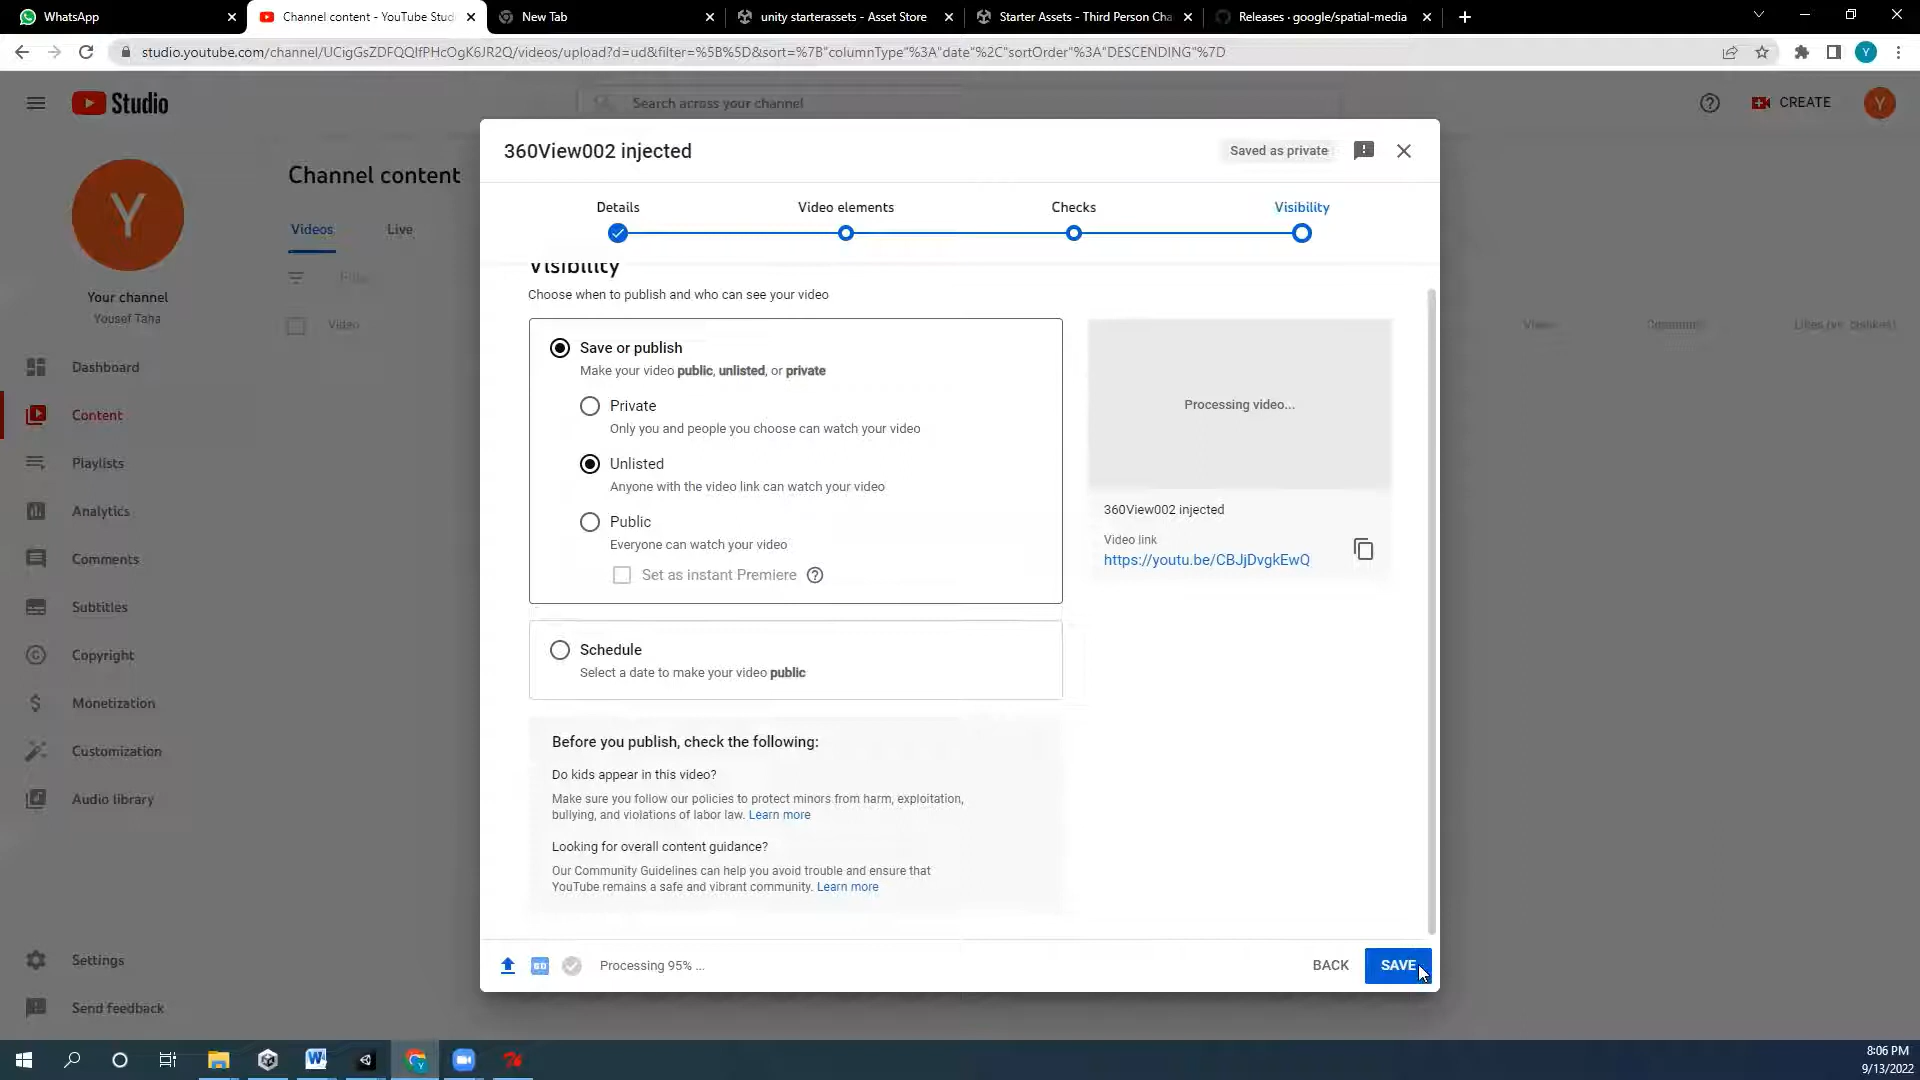 WhatsApp
Channel content - YouTube Stud
New Tab
unity starterassets - Asset Store
Starter Assets - Third Person Cha
Releases · google/spatial-media
studio.youtube.com/channel/UCigGsZDFQQlfPHcOgK6JR2Q/videos/upload?d=ud&filter=%5B%5D&sort=%7B"columnType"%3A"date"%2C"sortOrder"%3A"DESCENDING"%7D
Y
Studio
Search across your channel
CREATE
Y
Y
Your channel
Yousef Taha
Dashboard
Content
Playlists
Analytics
Comments
Subtitles
Copyright
Monetization
Customization
Audio library
Settings
Send feedback
Channel content
Videos
Live
Filter
Video
Views
Comments
Likes (vs. dislikes)
360View002 injected
Saved as private
Details
Video elements
Checks
Visibility
Visibility
Choose when to publish and who can see your video
Save or publish
Make your video public, unlisted, or private
Private
Only you and people you choose can watch your video
Unlisted
Anyone with the video link can watch your video
Public
Everyone can watch your video
Set as instant Premiere
Schedule
Select a date to make your video public
Before you publish, check the following:
Do kids appear in this video?
Make sure you follow our policies to protect minors from harm, exploitation,
bullying, and violations of labor law. Learn more
Looking for overall content guidance?
Our Community Guidelines can help you avoid trouble and ensure that
YouTube remains a safe and vibrant community. Learn more
Processing video...
360View002 injected
Video link
https://youtu.be/CBJjDvgkEwQ
SD
Processing 95% ...
BACK
SAVE
8:06 PM
9/13/2022